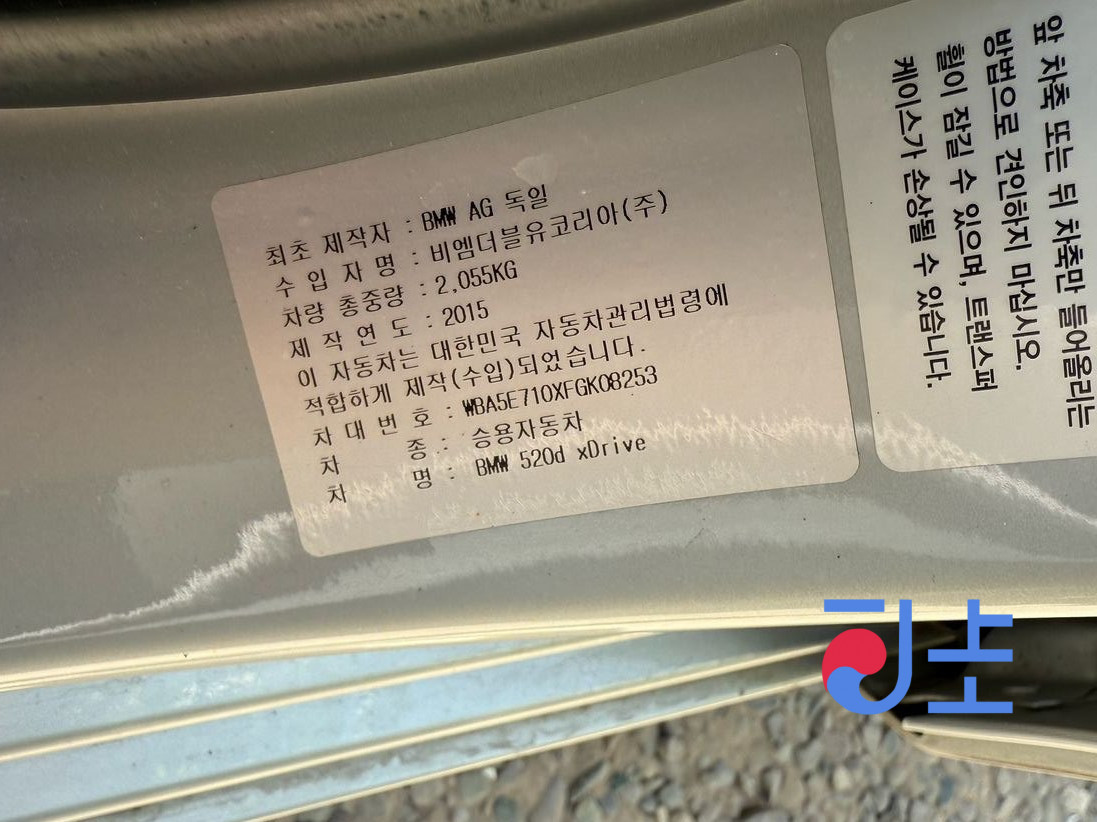 최초 제작자 : BMW AG 독일
수 입 자 명 : 비엠더블유코리아(주)
차량 총중량 : 2,055KG
제 작 연 도 : 2015
이 자동차는 대한민국 자동차관리법령에
적합하게 제작(수입)되었습니다.
차 대 번 호 : WBA5E710XFGK08253
차 종 : 승용자동차
차 명 : BMW 520d xDrive
앞 차축 또는 뒤 차축만 들어올리는
방법으로 견인하지 마십시오.
휠이 잠길 수 있으며, 트랜스퍼
케이스가 손상될 수 있습니다.